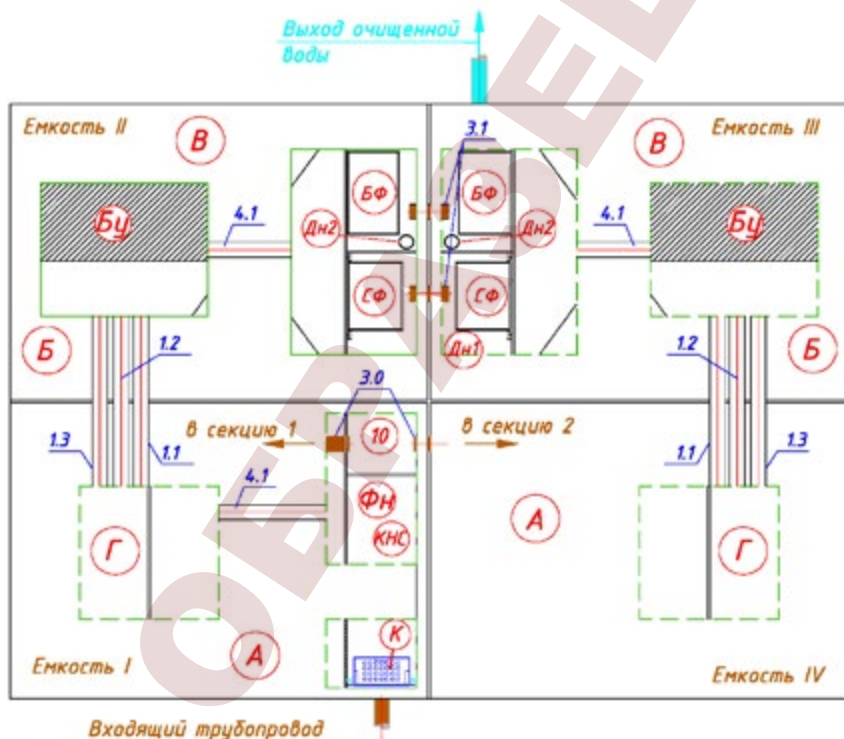 Выход очищенной
воды
Емкость II
В
3.1
В
Емкость III
Бу
4.1
БФ
БФ
4.1
Бу
Дн2
Дн2
СФ
СФ
Б
1.2
Дн1
1.2
Б
3.0
1.3
1.1
в секцию 1
10
в секцию 2
1.1
1.3
4.1
Фн
КНС
А
Г
Г
К
Емкость I
А
Емкость IV
Входящий трубопровод
ОБРАЗЕЦ